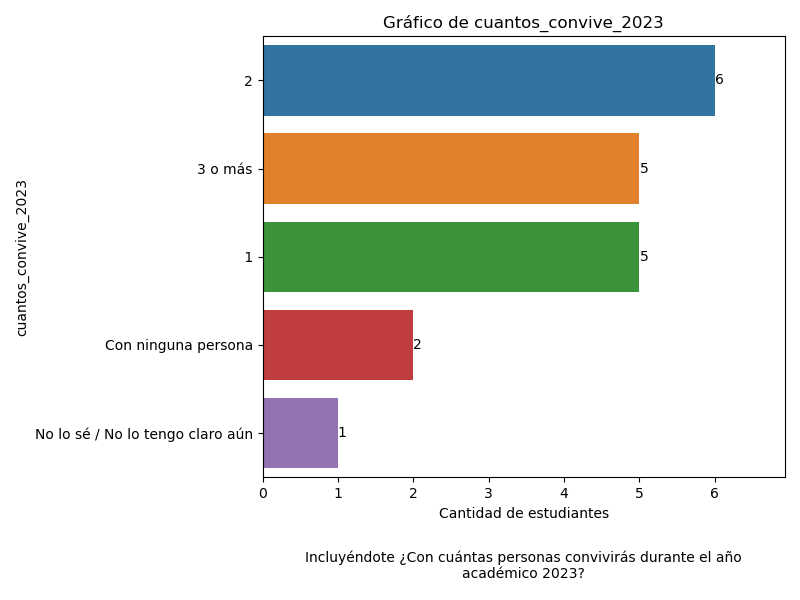 Gráfico de cuantos_convive_2023
cuantos_convive_2023
2
6
3 o más
5
1
5
Con ninguna persona
2
No lo sé / No lo tengo claro aún
1
0 1 2 3 4 5 6
Cantidad de estudiantes
Incluyéndote ¿Con cuántas personas convivirás durante el año
académico 2023?